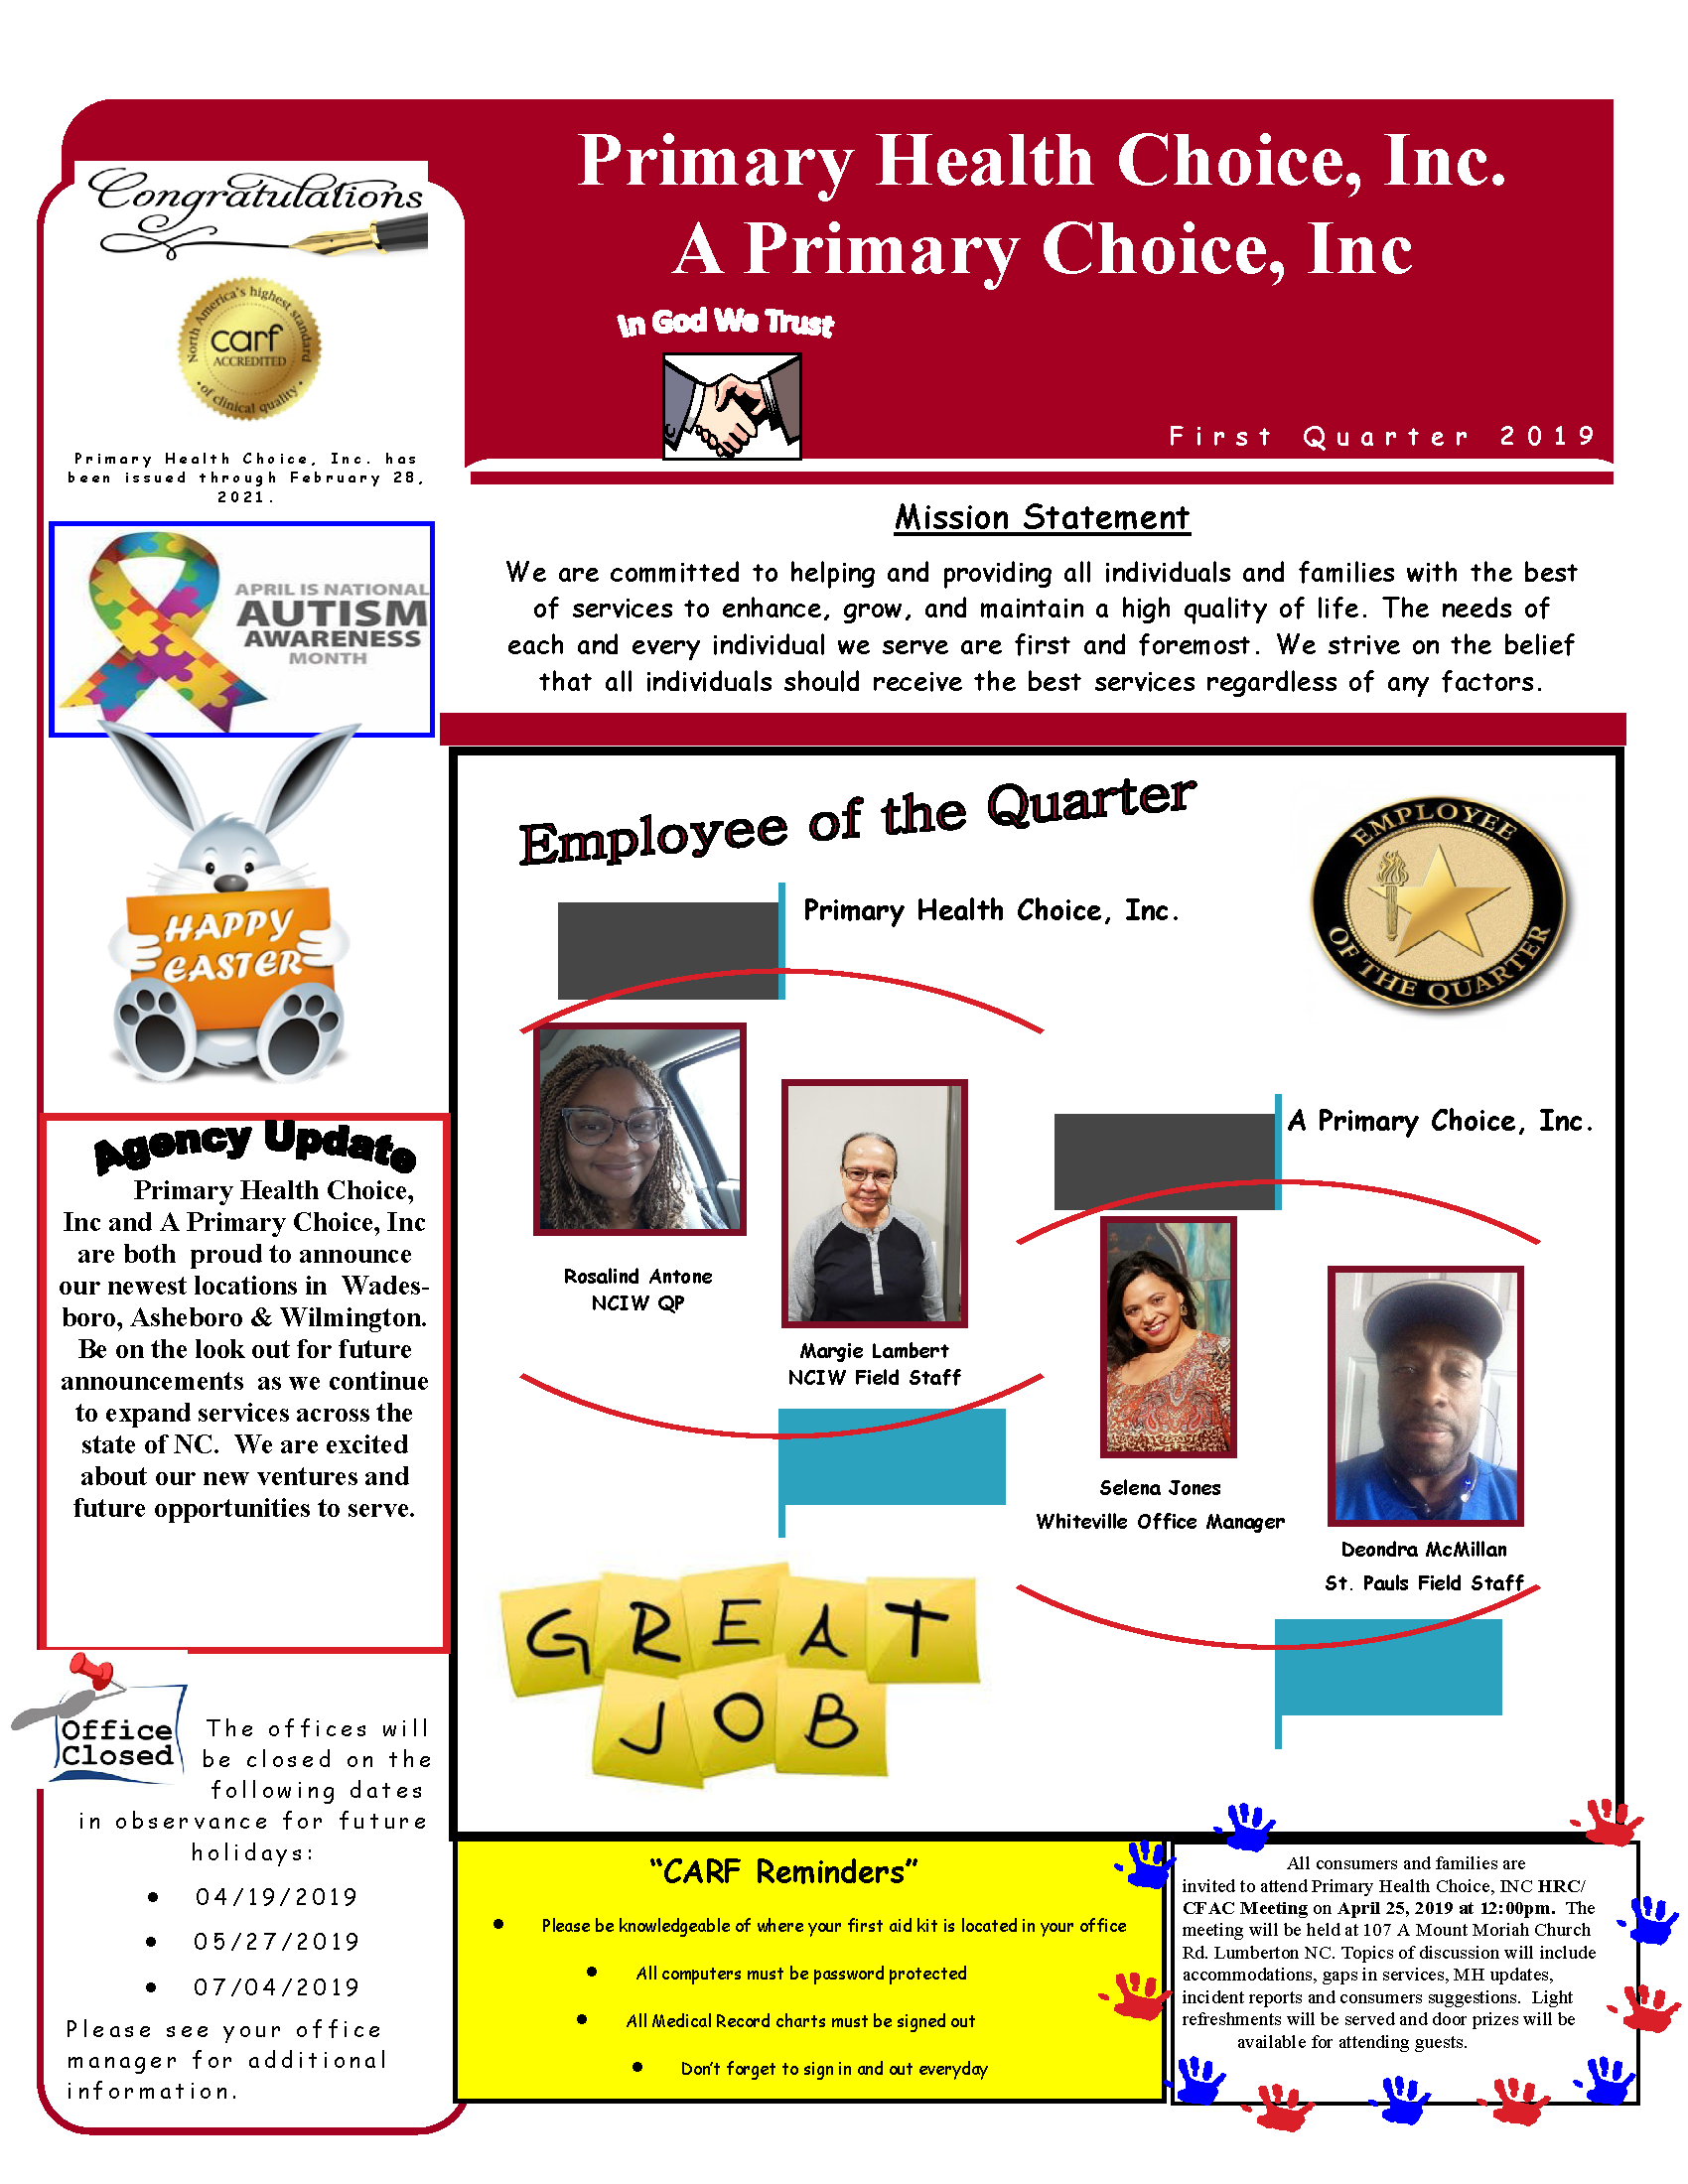 Primary Health Choice, Inc.
A Primary Choice, Inc
In God We Trust
First Quarter 2019
Congratulations
North America's highest standard
carf
ACCREDITED
• of clinical quality •
Primary Health Choice, Inc. has
been issued through February 28,
2021.
APRIL IS NATIONAL
AUTISM
AWARENESS
MONTH
HAPPY
EASTER
Agency Update
Primary Health Choice,
Inc and A Primary Choice, Inc
are both proud to announce
our newest locations in Wades-
boro, Asheboro & Wilmington.
Be on the look out for future
announcements as we continue
to expand services across the
state of NC. We are excited
about our new ventures and
future opportunities to serve.
Office
Closed
The offices will
be closed on the
following dates
in observance for future
holidays:
• 04/19/2019
• 05/27/2019
• 07/04/2019
Please see your office
manager for additional
information.
Mission Statement
We are committed to helping and providing all individuals and families with the best
of services to enhance, grow, and maintain a high quality of life. The needs of
each and every individual we serve are first and foremost. We strive on the belief
that all individuals should receive the best services regardless of any factors.
Employee of the Quarter
EMPLOYEE
OF THE QUARTER
Primary Health Choice, Inc.
Rosalind Antone
NCIW QP
Margie Lambert
NCIW Field Staff
A Primary Choice, Inc.
Selena Jones
Whiteville Office Manager
Deondra McMillan
St. Pauls Field Staff
GREAT
JOB
“CARF Reminders”
• Please be knowledgeable of where your first aid kit is located in your office
• All computers must be password protected
• All Medical Record charts must be signed out
• Don’t forget to sign in and out everyday
All consumers and families are
invited to attend Primary Health Choice, INC HRC/
CFAC Meeting on April 25, 2019 at 12:00pm. The
meeting will be held at 107 A Mount Moriah Church
Rd. Lumberton NC. Topics of discussion will include
accommodations, gaps in services, MH updates,
incident reports and consumers suggestions. Light
refreshments will be served and door prizes will be
available for attending guests.